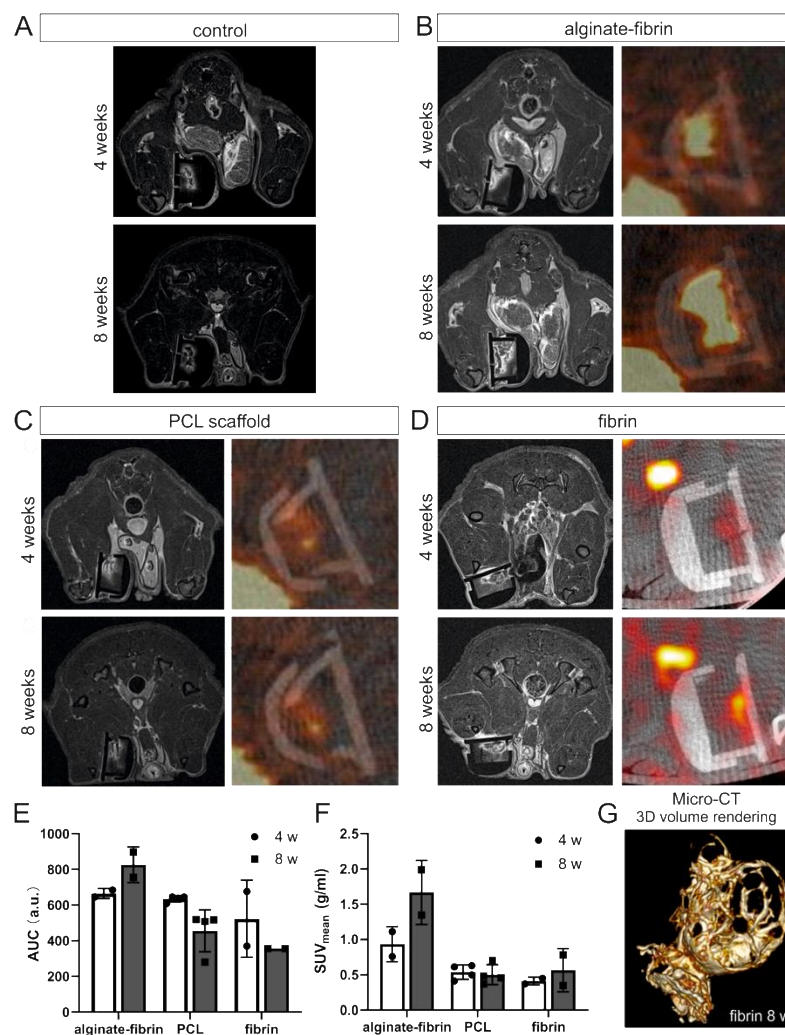 A
control
4 weeks
8 weeks
B
alginate-fibrin
4 weeks
8 weeks
C
PCL scaffold
4 weeks
8 weeks
D
fibrin
4 weeks
8 weeks
E
1000
800
600
400
200
0
AUC (a.u.)
4 w
8 w
alginate-fibrin PCL fibrin
F
2.5
2.0
1.5
1.0
0.5
0.0
SUVmean (g/ml)
4 w
8 w
alginate-fibrin PCL fibrin
G
Micro-CT
3D volume rendering
fibrin 8 w